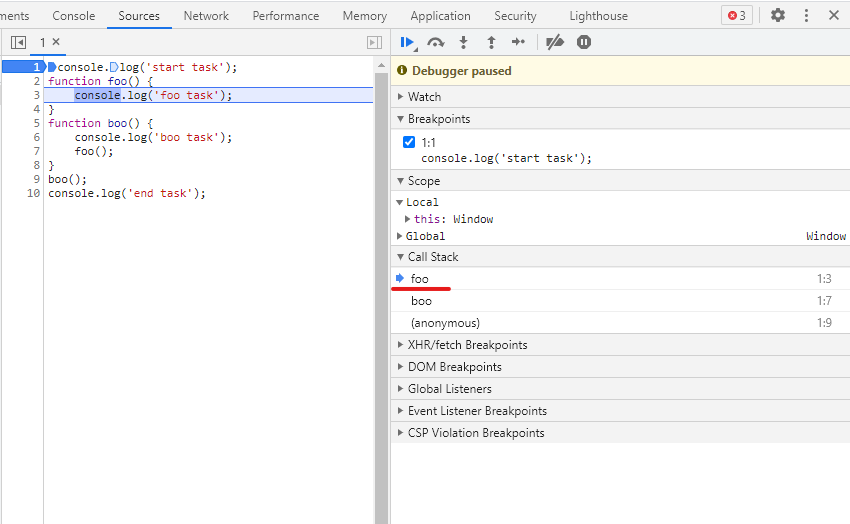 ments Console Sources Network Performance Memory Application Security Lighthouse 3
1
1 console.log('start task');
2 function foo() {
3 console.log('foo task');
4 }
5 function boo() {
6 console.log('boo task');
7 foo();
8 }
9 boo();
10 console.log('end task');
Debugger paused
Watch
Breakpoints
1:1
console.log('start task');
Scope
Local
this: Window
Global Window
Call Stack
foo 1:3
boo 1:7
(anonymous) 1:9
XHR/fetch Breakpoints
DOM Breakpoints
Global Listeners
Event Listener Breakpoints
CSP Violation Breakpoints